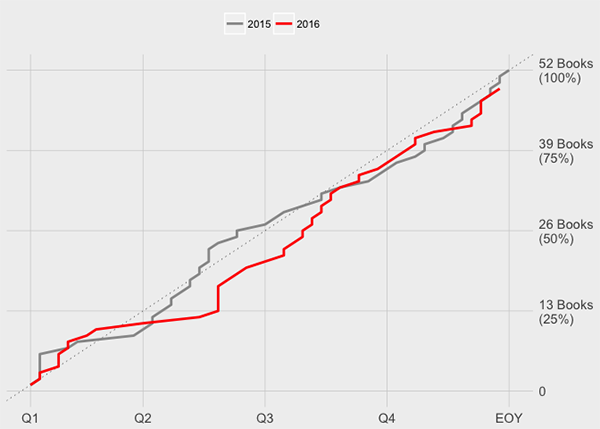 2015 2016
52 Books
(100%)
39 Books
(75%)
26 Books
(50%)
13 Books
(25%)
0
Q1 Q2 Q3 Q4 EOY